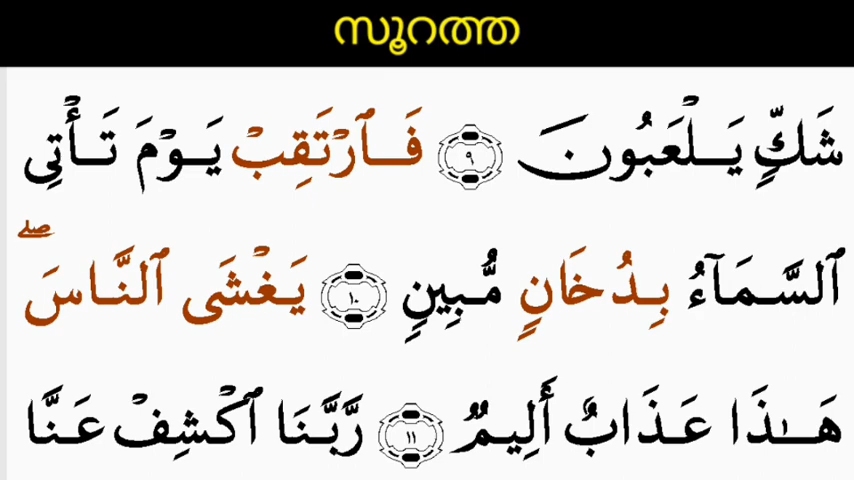 സൂറത്ത
شَكٍّ يَلْعَبُونَ ٩ فَٱرْتَقِبْ يَوْمَ تَأْتِى
ٱلسَّمَآءُ بِدُخَانٍ مُّبِينٍ ١٠ يَغْشَى ٱلنَّاسَ ۖ
هَـٰذَا عَذَابٌ أَلِيمٌ ١١ رَّبَّنَا ٱكْشِفْ عَنَّا